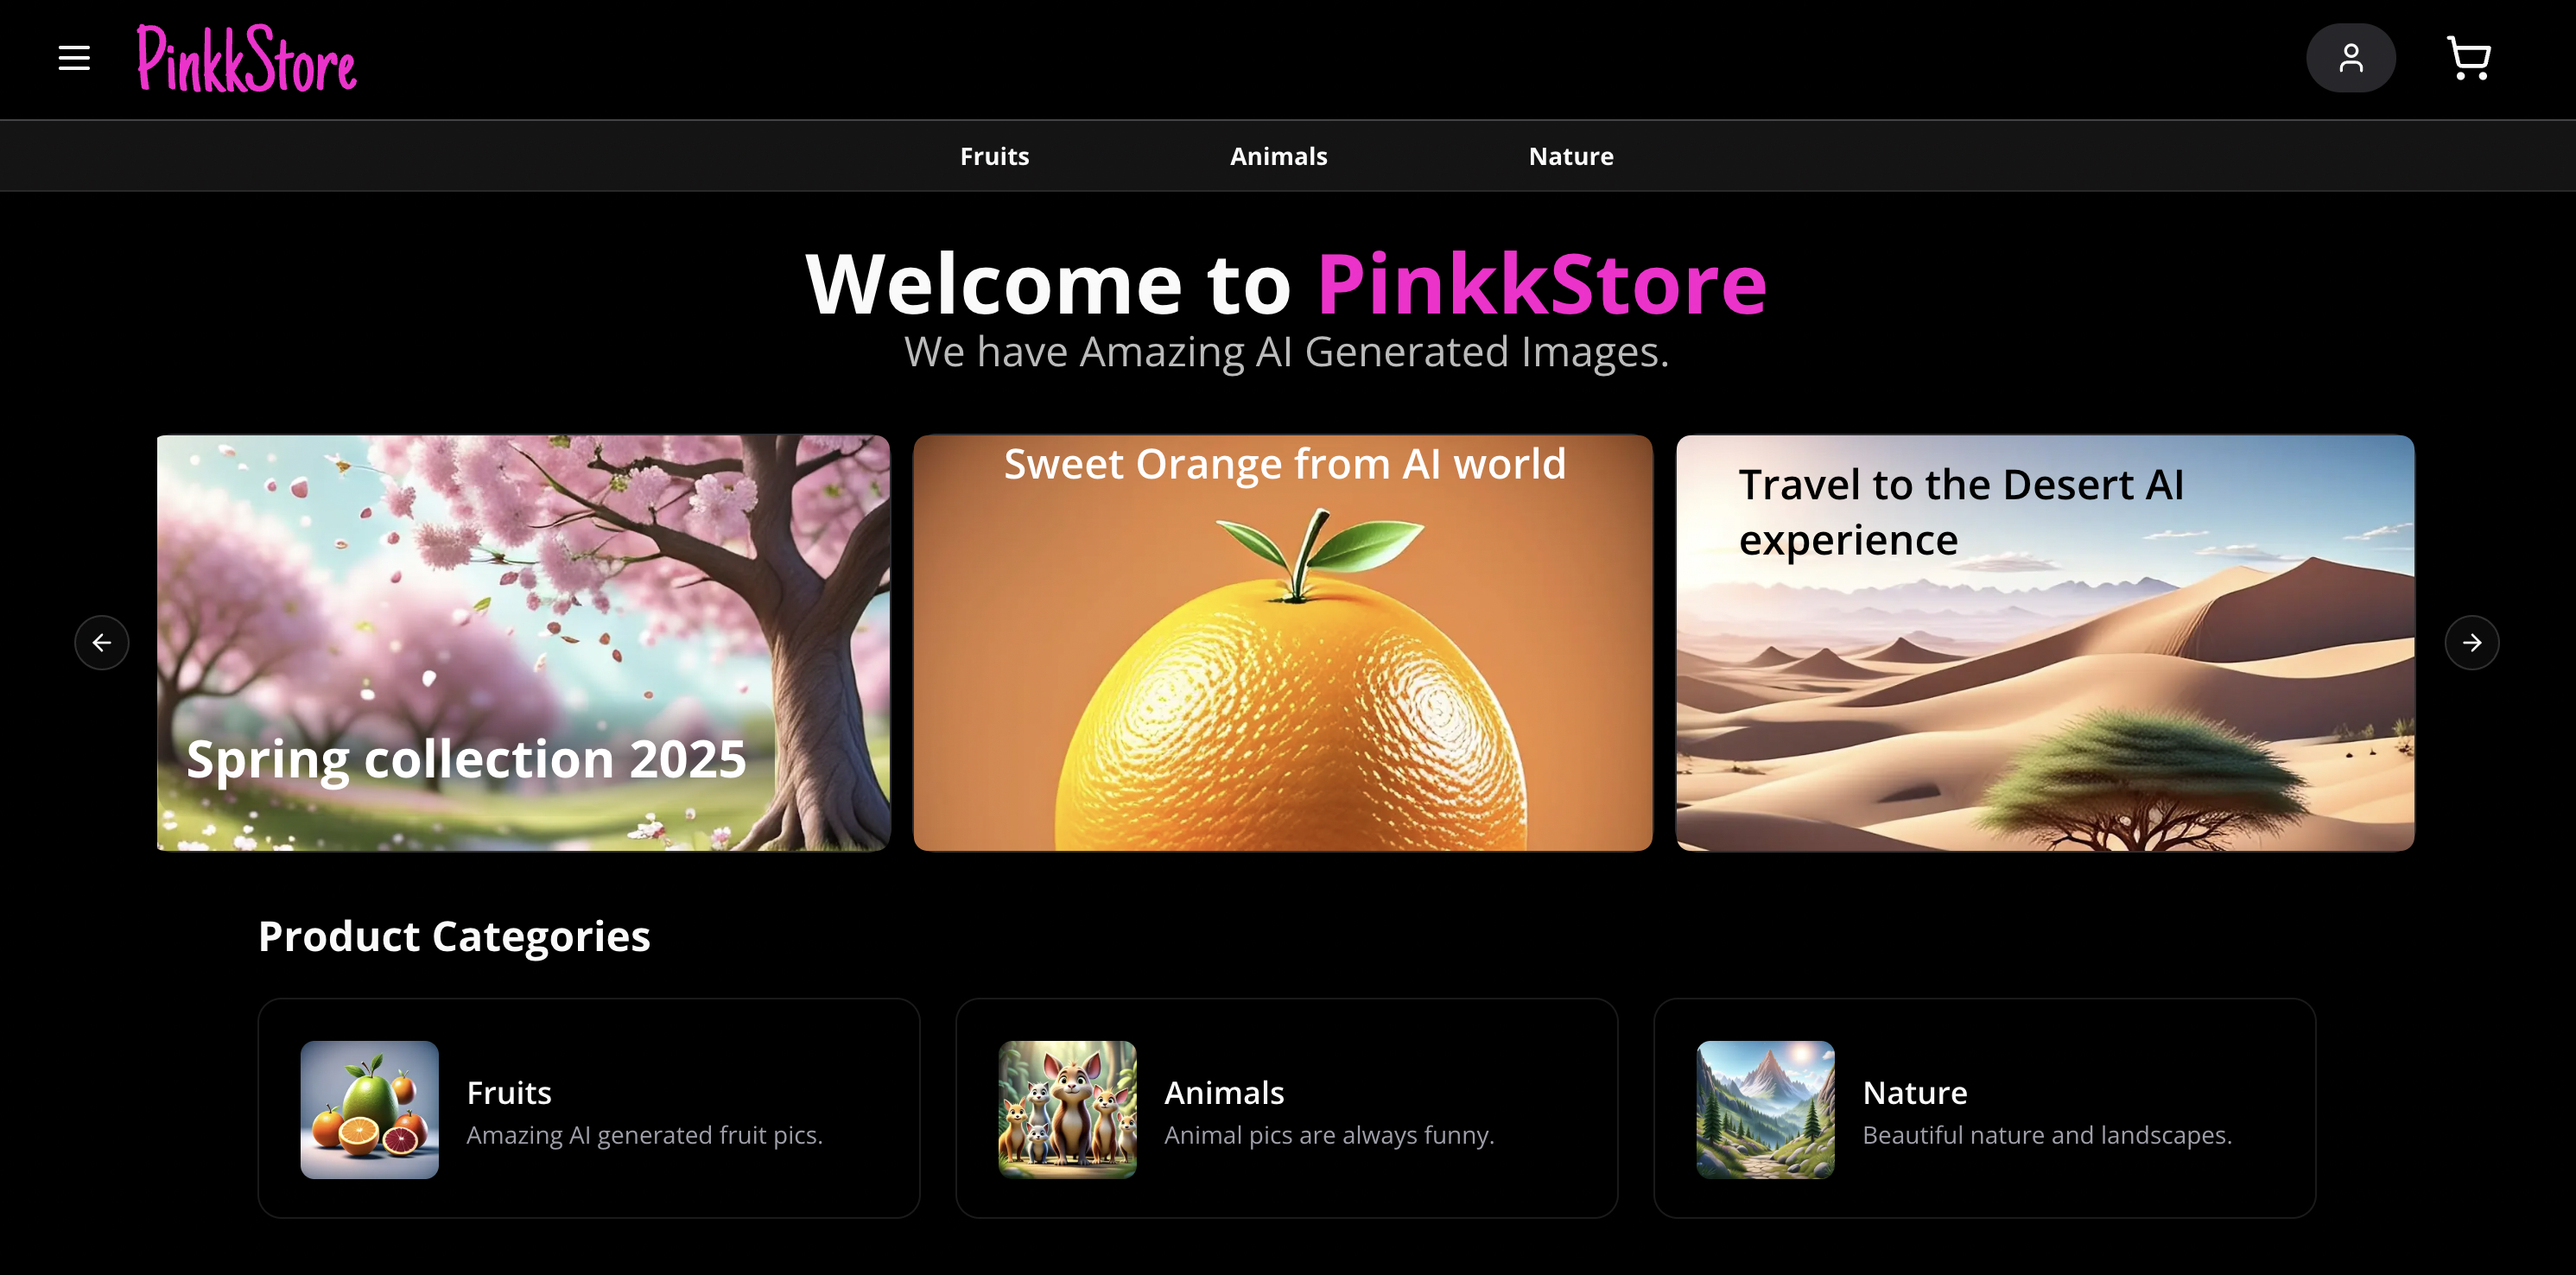 PinkkStore
Fruits
Animals
Nature
Welcome to PinkkStore
We have Amazing AI Generated Images.
Spring collection 2025
Sweet Orange from AI world
Travel to the Desert AI
experience
Product Categories
Fruits
Amazing AI generated fruit pics.
Animals
Animal pics are always funny.
Nature
Beautiful nature and landscapes.